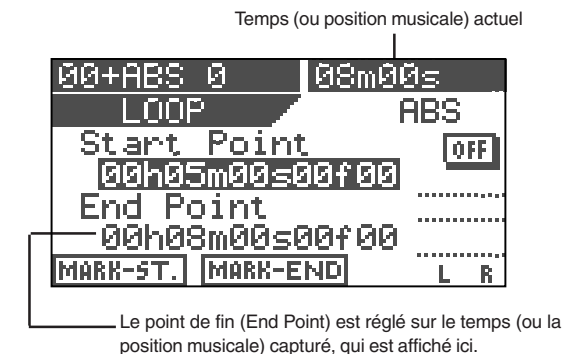 Temps (ou position musicale) actuel
00+ABS 0 08m00s
LOOP ABS
Start Point OFF
00h05m00s00f00
End Point
00h08m00s00f00
MARK-ST. MARK-END L R
Le point de fin (End Point) est réglé sur le temps (ou la
position musicale) capturé, qui est affiché ici.